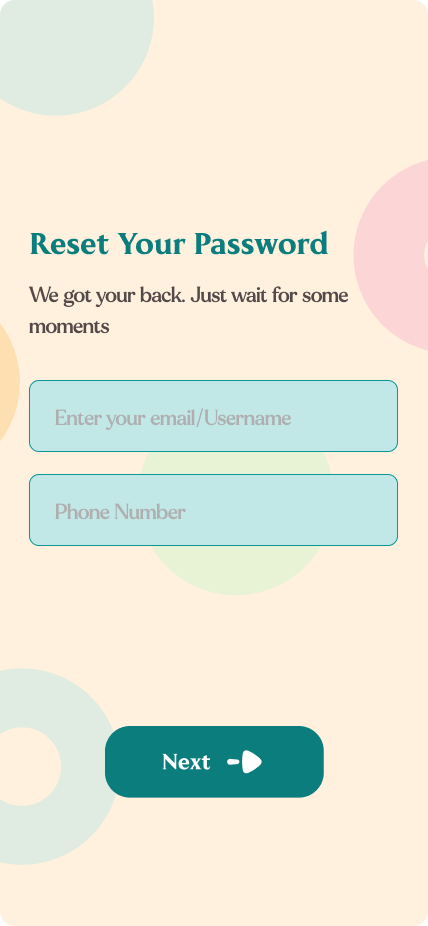 Reset Your Password
We got your back. Just wait for some
moments
Enter your email/Username
Phone Number
Next